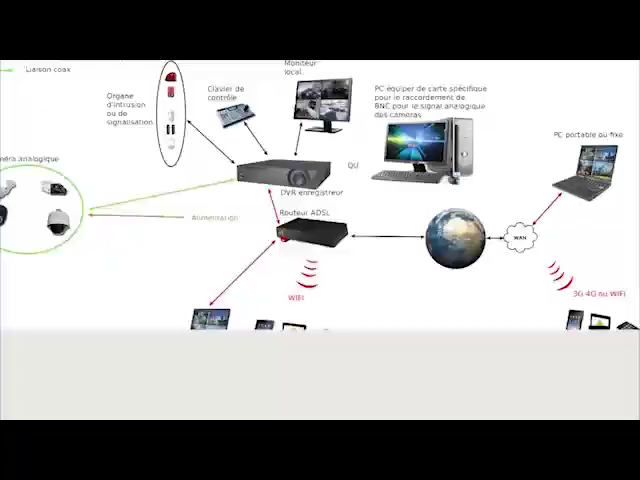 Liaison coax
Moniteur
local.
Organe
d'intrusion
ou de
signalisation
Clavier de
contrôle
PC équiper de carte spécifique
pour le raccordement de
BNC pour le signal analogique
des caméras
PC portable ou fixe
méra analogique
OU
DVR enregistreur
Alimentation
Routeur ADSL
WAN
WIFI
3G 4G ou WIFI